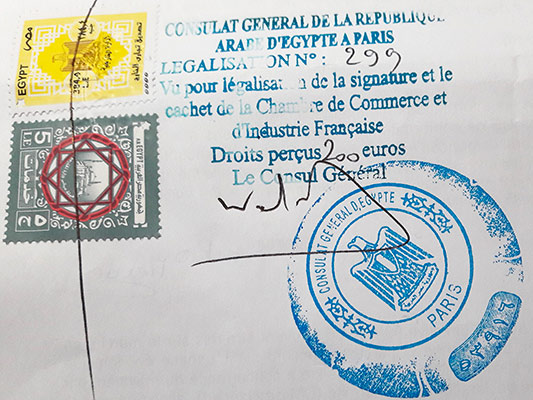 CONSULAT GENERAL DE LA REPUBLIQUE
ARABE D'EGYPTE A PARIS
LEGALISATION N° : 299
Vu pour légalisation de la signature et le
cachet de la Chambre de Commerce et
d'Industrie Française
Droits perçus 200 euros
Le Consul Général
EGYPT مصر
L.E
5
جنيهات
CONSULAT GENERAL D'EGYPTE
PARIS